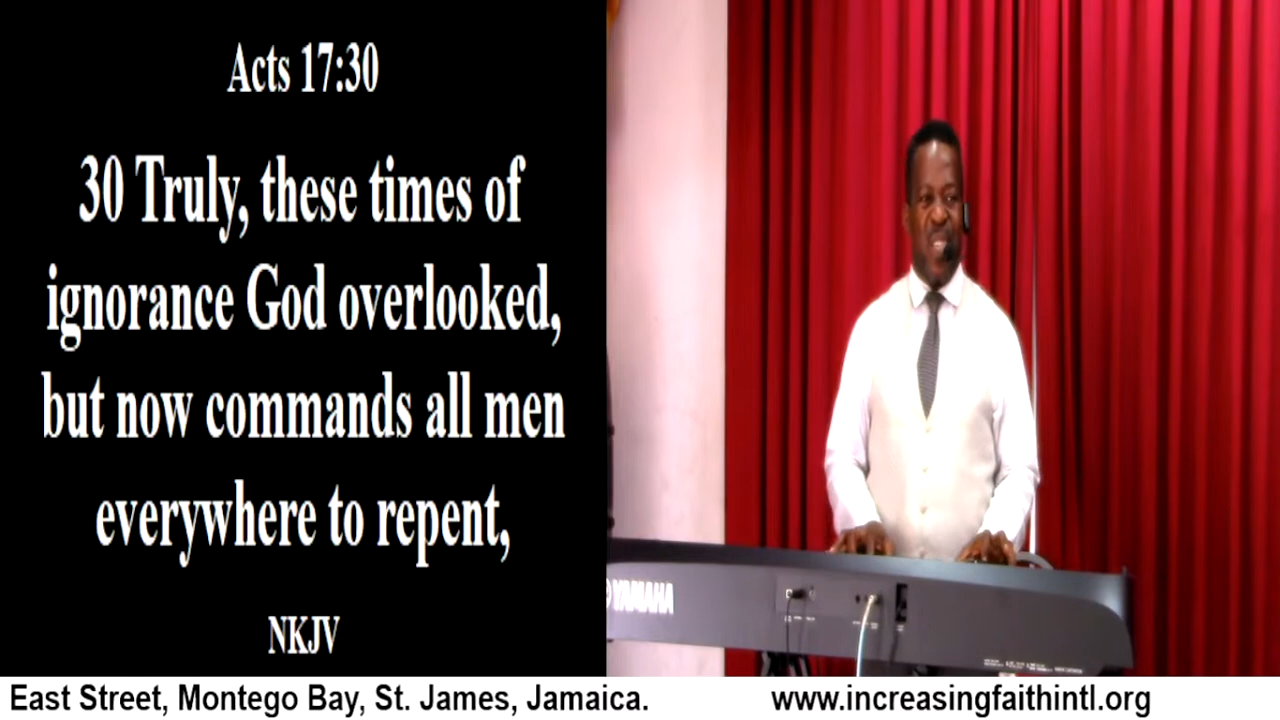 Acts 17:30
30 Truly, these times of
ignorance God overlooked,
but now commands all men
everywhere to repent,
NKJV
YAMAHA
East Street, Montego Bay, St. James, Jamaica.
www.increasingfaithintl.org